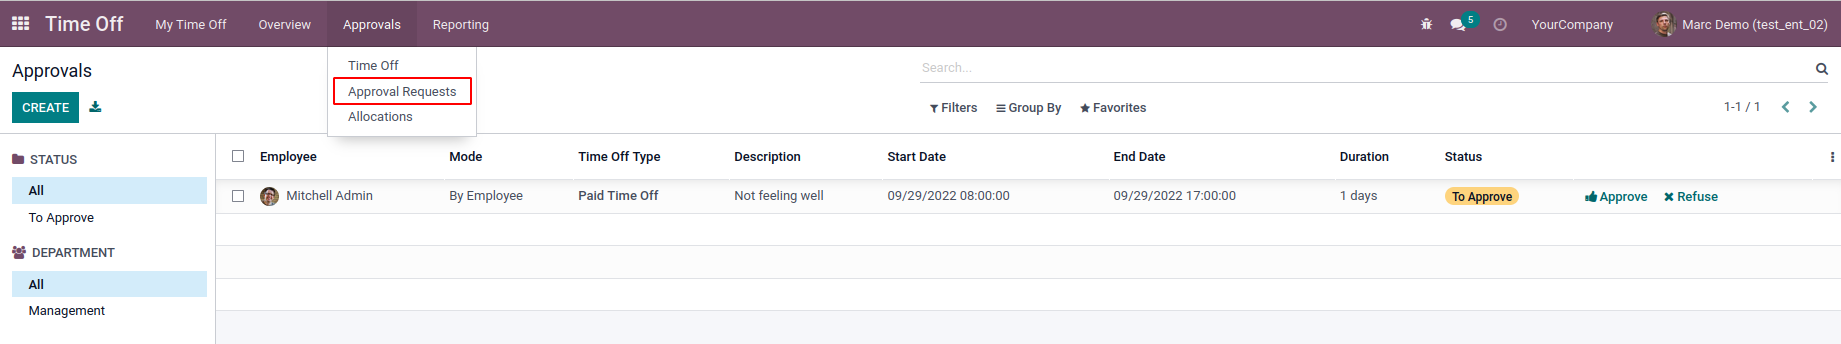 Time Off My Time Off Overview Approvals Reporting 5 YourCompany Marc Demo (test_ent_02)
Approvals
Time Off
Search...
CREATE
Approval Requests
Allocations
Filters Group By Favorites 1-1 / 1
STATUS
All
To Approve
DEPARTMENT
All
Management
Employee Mode Time Off Type Description Start Date End Date Duration Status
Mitchell Admin By Employee Paid Time Off Not feeling well 09/29/2022 08:00:00 09/29/2022 17:00:00 1 days To Approve Approve Refuse